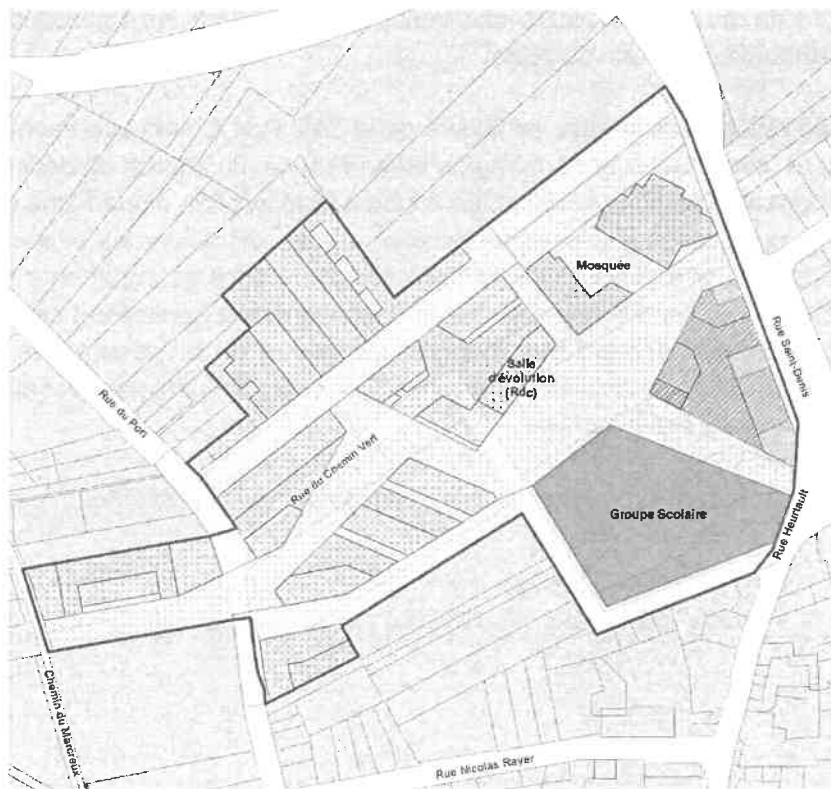 Mosquée
Rue Saint-Denis
Salle
d'évolution
(Rdc)
Rue du Port
Rue du Chemin Vert
Groupe Scolaire
Rue Heurtault
Chemin du Marcreux
Rue Nicolas Rayer